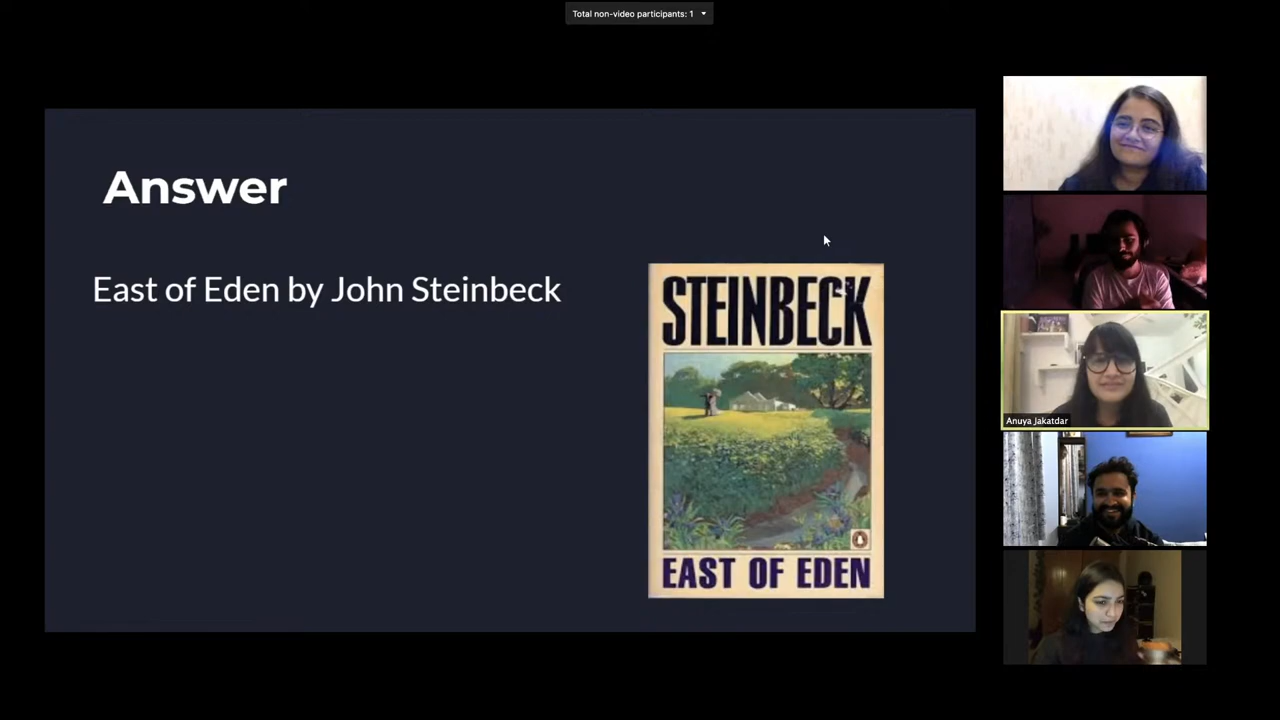 Total non-video participants: 1
Answer
East of Eden by John Steinbeck
STEINBECK
EAST OF EDEN
Anuya Jakatdar